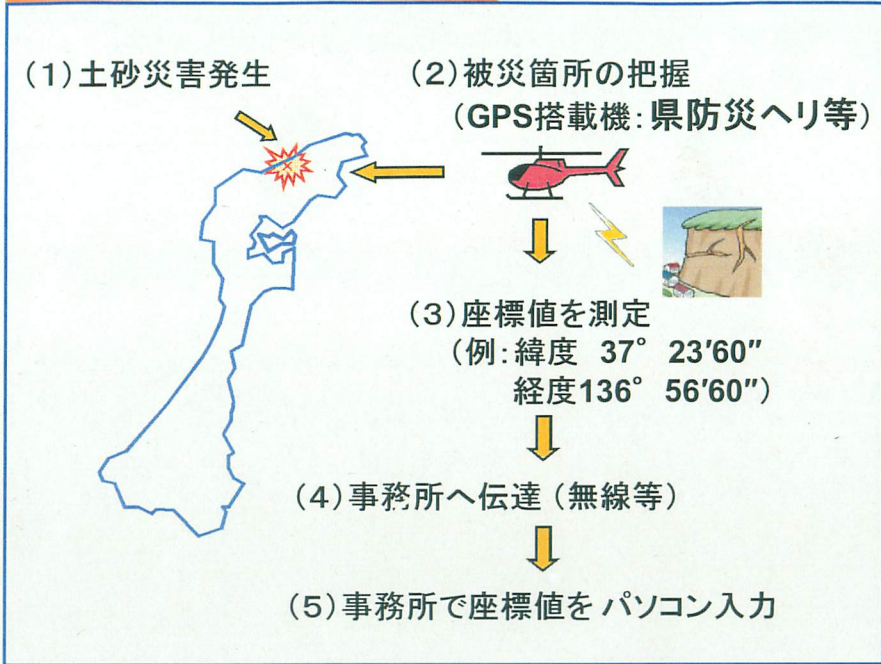 (1)土砂災害発生
(2)被災箇所の把握
(GPS搭載機:県防災ヘリ等)
(3)座標値を測定
(例:緯度 37° 23′60″
経度136° 56′60″)
(4)事務所へ伝達(無線等)
(5)事務所で座標値を パソコン入力